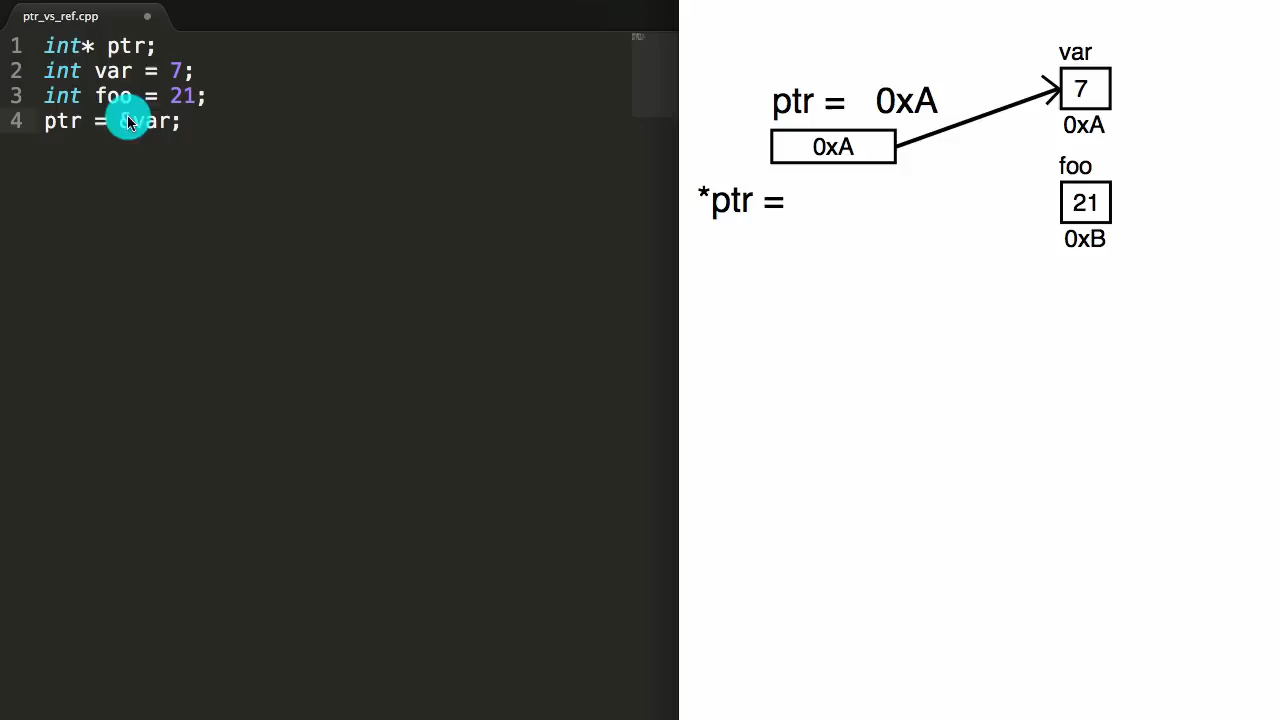 ptr_vs_ref.cpp
1 int* ptr;
2 int var = 7;
3 int foo = 21;
4 ptr = &var;
ptr = 0xA
0xA
*ptr =
var
7
0xA
foo
21
0xB